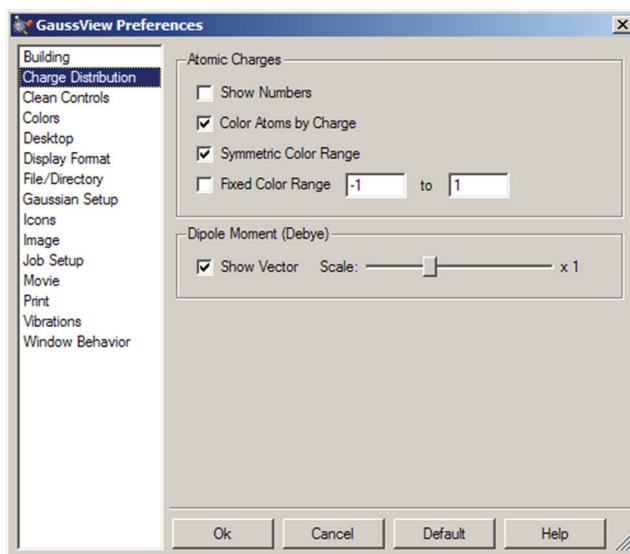 GaussView Preferences
Building
Charge Distribution
Clean Controls
Colors
Desktop
Display Format
File/Directory
Gaussian Setup
Icons
Image
Job Setup
Movie
Print
Vibrations
Window Behavior
Atomic Charges
Show Numbers
Color Atoms by Charge
Symmetric Color Range
Fixed Color Range -1 to 1
Dipole Moment (Debye)
Show Vector Scale: x 1
Ok Cancel Default Help